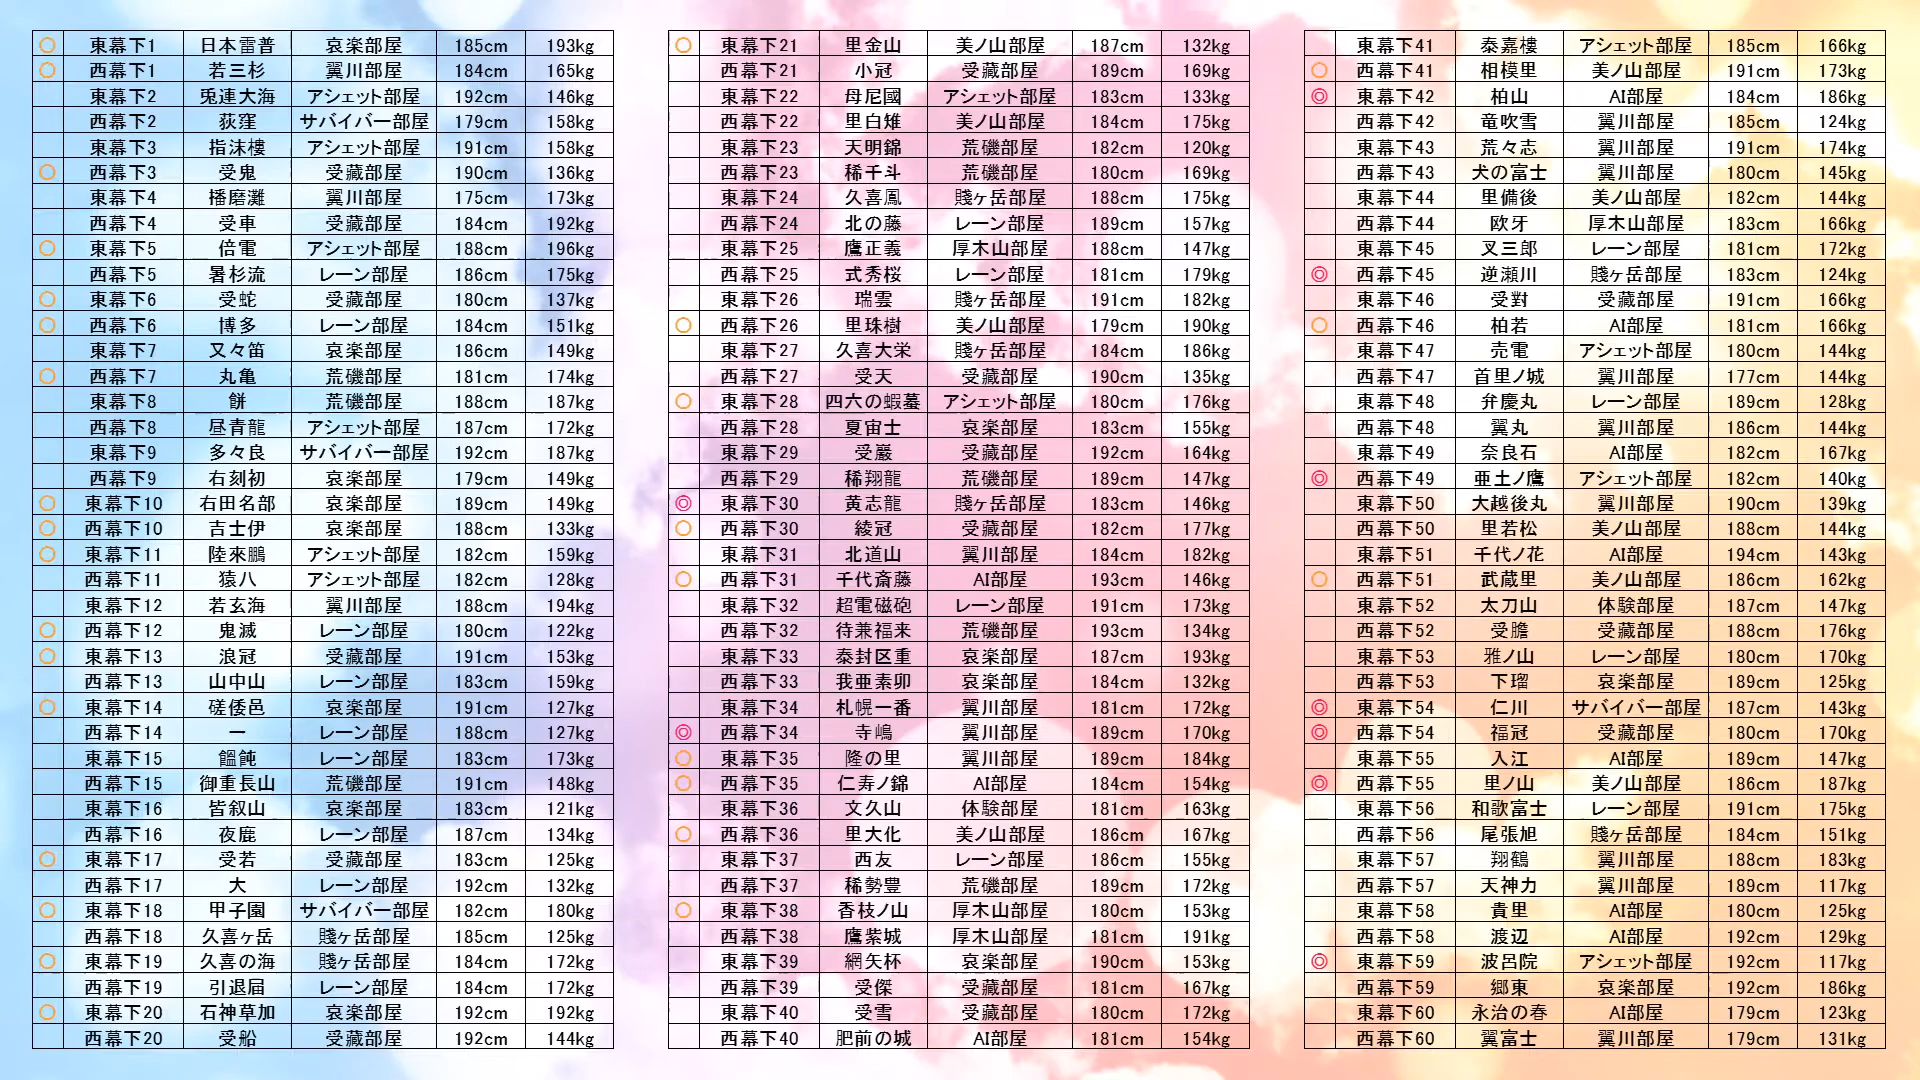 ○ 東幕下1 日本雷普 哀楽部屋 185cm 193kg
○ 西幕下1 若三杉 翼川部屋 184cm 165kg
東幕下2 兎連大海 アシェット部屋 192cm 146kg
西幕下2 荻窪 サバイバー部屋 179cm 158kg
東幕下3 指沫樓 アシェット部屋 191cm 158kg
○ 西幕下3 受鬼 受藏部屋 190cm 136kg
東幕下4 播磨灘 翼川部屋 175cm 173kg
西幕下4 受車 受藏部屋 184cm 192kg
○ 東幕下5 倍電 アシェット部屋 188cm 196kg
西幕下5 暑杉流 レーン部屋 186cm 175kg
○ 東幕下6 受蛇 受藏部屋 180cm 137kg
○ 西幕下6 博多 レーン部屋 184cm 151kg
東幕下7 又々笛 哀楽部屋 186cm 149kg
○ 西幕下7 丸亀 荒磯部屋 181cm 174kg
東幕下8 餅 荒磯部屋 188cm 187kg
西幕下8 昼青龍 アシェット部屋 187cm 172kg
東幕下9 多々良 サバイバー部屋 192cm 187kg
西幕下9 右刻初 哀楽部屋 179cm 149kg
○ 東幕下10 右田名部 哀楽部屋 189cm 149kg
○ 西幕下10 吉士伊 哀楽部屋 188cm 133kg
○ 東幕下11 陸來鵬 アシェット部屋 182cm 159kg
西幕下11 猿八 アシェット部屋 182cm 128kg
東幕下12 若玄海 翼川部屋 188cm 194kg
○ 西幕下12 鬼滅 レーン部屋 180cm 122kg
○ 東幕下13 浪冠 受藏部屋 191cm 153kg
西幕下13 山中山 レーン部屋 183cm 159kg
○ 東幕下14 磋倭邑 哀楽部屋 191cm 127kg
西幕下14 一 レーン部屋 188cm 127kg
東幕下15 饂飩 レーン部屋 183cm 173kg
西幕下15 御重長山 荒磯部屋 191cm 148kg
東幕下16 皆叙山 哀楽部屋 183cm 121kg
西幕下16 夜鹿 レーン部屋 187cm 134kg
○ 東幕下17 受若 受藏部屋 183cm 125kg
西幕下17 大 レーン部屋 192cm 132kg
○ 東幕下18 甲子園 サバイバー部屋 182cm 180kg
西幕下18 久喜ヶ岳 賤ヶ岳部屋 185cm 125kg
○ 東幕下19 久喜の海 賤ヶ岳部屋 184cm 172kg
西幕下19 引退届 レーン部屋 184cm 172kg
○ 東幕下20 石神草加 哀楽部屋 192cm 192kg
西幕下20 受船 受藏部屋 192cm 144kg
○ 東幕下21 里金山 美ノ山部屋 187cm 132kg
西幕下21 小冠 受藏部屋 189cm 169kg
東幕下22 母尼國 アシェット部屋 183cm 133kg
西幕下22 里白雉 美ノ山部屋 184cm 175kg
東幕下23 天明錦 荒磯部屋 182cm 120kg
西幕下23 稀千斗 荒磯部屋 180cm 169kg
東幕下24 久喜鳳 賤ヶ岳部屋 188cm 175kg
西幕下24 北の藤 レーン部屋 189cm 157kg
東幕下25 鷹正義 厚木山部屋 188cm 147kg
西幕下25 式秀桜 レーン部屋 181cm 179kg
東幕下26 瑞雲 賤ヶ岳部屋 191cm 182kg
○ 西幕下26 里珠樹 美ノ山部屋 179cm 190kg
東幕下27 久喜大栄 賤ヶ岳部屋 184cm 186kg
西幕下27 受天 受藏部屋 190cm 135kg
○ 東幕下28 四六の蝦蟇 アシェット部屋 180cm 176kg
西幕下28 夏宙士 哀楽部屋 183cm 155kg
東幕下29 受巖 受藏部屋 192cm 164kg
西幕下29 稀翔龍 荒磯部屋 189cm 147kg
◎ 東幕下30 黄志龍 賤ヶ岳部屋 183cm 146kg
○ 西幕下30 綾冠 受藏部屋 182cm 177kg
東幕下31 北道山 翼川部屋 184cm 182kg
○ 西幕下31 千代斎藤 AI部屋 193cm 146kg
東幕下32 超電磁砲 レーン部屋 191cm 173kg
西幕下32 待兼福来 荒磯部屋 193cm 134kg
東幕下33 泰封区重 哀楽部屋 187cm 193kg
西幕下33 我亜素卯 哀楽部屋 184cm 132kg
東幕下34 札幌一番 翼川部屋 181cm 172kg
◎ 西幕下34 寺嶋 翼川部屋 189cm 170kg
○ 東幕下35 隆の里 翼川部屋 189cm 184kg
○ 西幕下35 仁寿ノ錦 AI部屋 184cm 154kg
東幕下36 文久山 体験部屋 181cm 163kg
○ 西幕下36 里大化 美ノ山部屋 186cm 167kg
東幕下37 西友 レーン部屋 186cm 155kg
西幕下37 稀勢豊 荒磯部屋 189cm 172kg
○ 東幕下38 香枝ノ山 厚木山部屋 180cm 153kg
西幕下38 鷹紫城 厚木山部屋 181cm 191kg
東幕下39 網矢杯 哀楽部屋 190cm 153kg
西幕下39 受傑 受藏部屋 181cm 167kg
東幕下40 受雪 受藏部屋 180cm 172kg
西幕下40 肥前の城 AI部屋 181cm 154kg
東幕下41 泰嘉樓 アシェット部屋 185cm 166kg
○ 西幕下41 相模里 美ノ山部屋 191cm 173kg
◎ 東幕下42 柏山 AI部屋 184cm 186kg
西幕下42 竜吹雪 翼川部屋 185cm 124kg
東幕下43 荒々志 翼川部屋 191cm 174kg
西幕下43 犬の富士 翼川部屋 180cm 145kg
東幕下44 里備後 美ノ山部屋 182cm 144kg
西幕下44 欧牙 厚木山部屋 183cm 166kg
東幕下45 叉三郎 レーン部屋 181cm 172kg
◎ 西幕下45 逆瀬川 賤ヶ岳部屋 183cm 124kg
東幕下46 受對 受藏部屋 191cm 166kg
○ 西幕下46 柏若 AI部屋 181cm 166kg
東幕下47 売電 アシェット部屋 180cm 144kg
西幕下47 首里ノ城 翼川部屋 177cm 144kg
東幕下48 弁慶丸 レーン部屋 189cm 128kg
西幕下48 翼丸 翼川部屋 186cm 144kg
東幕下49 奈良石 AI部屋 182cm 167kg
◎ 西幕下49 亜土ノ鷹 アシェット部屋 182cm 140kg
東幕下50 大越後丸 翼川部屋 190cm 139kg
西幕下50 里若松 美ノ山部屋 188cm 144kg
東幕下51 千代ノ花 AI部屋 194cm 143kg
○ 西幕下51 武蔵里 美ノ山部屋 186cm 162kg
東幕下52 太刀山 体験部屋 187cm 147kg
西幕下52 受膽 受藏部屋 188cm 176kg
東幕下53 雅ノ山 レーン部屋 180cm 170kg
西幕下53 下瑠 哀楽部屋 189cm 125kg
◎ 東幕下54 仁川 サバイバー部屋 187cm 143kg
◎ 西幕下54 福冠 受藏部屋 180cm 170kg
東幕下55 入江 AI部屋 189cm 147kg
◎ 西幕下55 里ノ山 美ノ山部屋 186cm 187kg
東幕下56 和歌富士 レーン部屋 191cm 175kg
西幕下56 尾張旭 賤ヶ岳部屋 184cm 151kg
東幕下57 翔鶴 翼川部屋 188cm 183kg
西幕下57 天神力 翼川部屋 189cm 117kg
東幕下58 貴里 AI部屋 180cm 125kg
西幕下58 渡辺 AI部屋 192cm 129kg
◎ 東幕下59 波呂院 アシェット部屋 192cm 117kg
西幕下59 郷東 哀楽部屋 192cm 186kg
東幕下60 永治の春 AI部屋 179cm 123kg
西幕下60 翼富士 翼川部屋 179cm 131kg